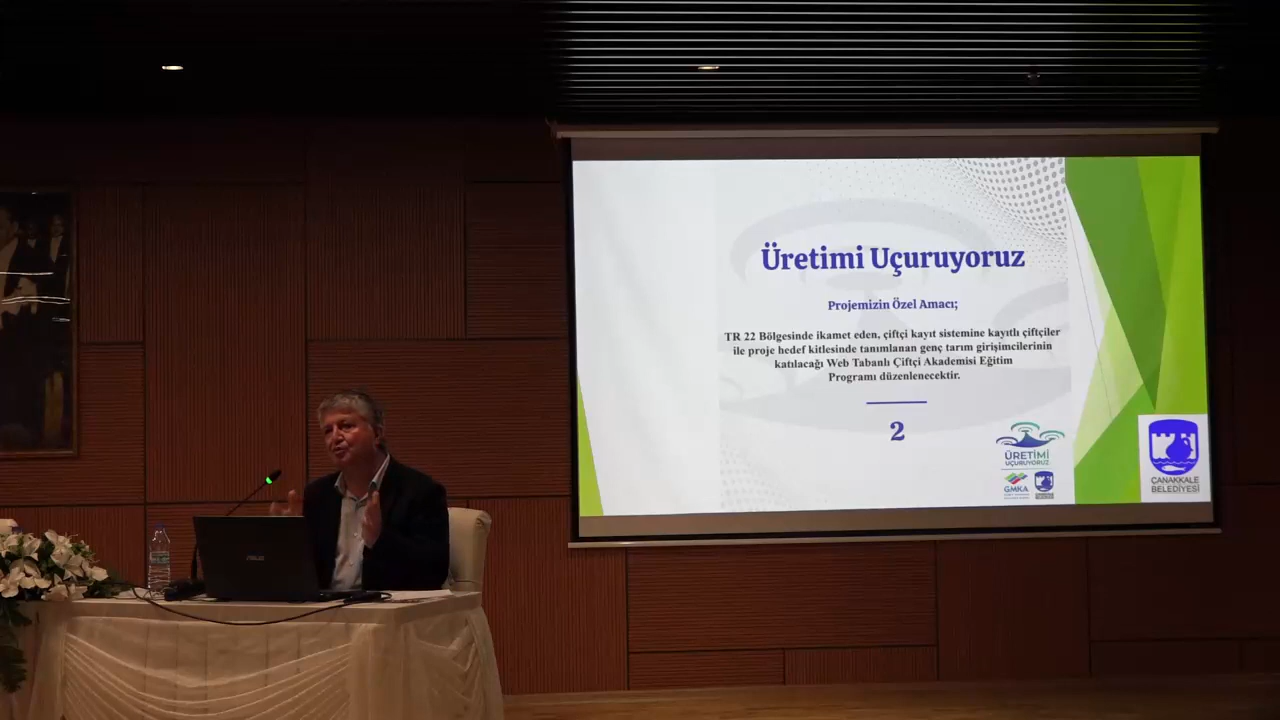 Üretimi Uçuruyoruz
Projemizin Özel Amacı;
TR 22 Bölgesinde ikamet eden, çiftçi kayıt sistemine kayıtlı çiftçiler
ile proje hedef kitlesinde tanımlanan genç tarım girişimcilerinin
katılacağı Web Tabanlı Çiftçi Akademisi Eğitim
Programı düzenlenecektir.
2
ÜRETİMİ
UÇURUYORUZ
GMKA
ÇANAKKALE
BELEDİYESİ
ASUS